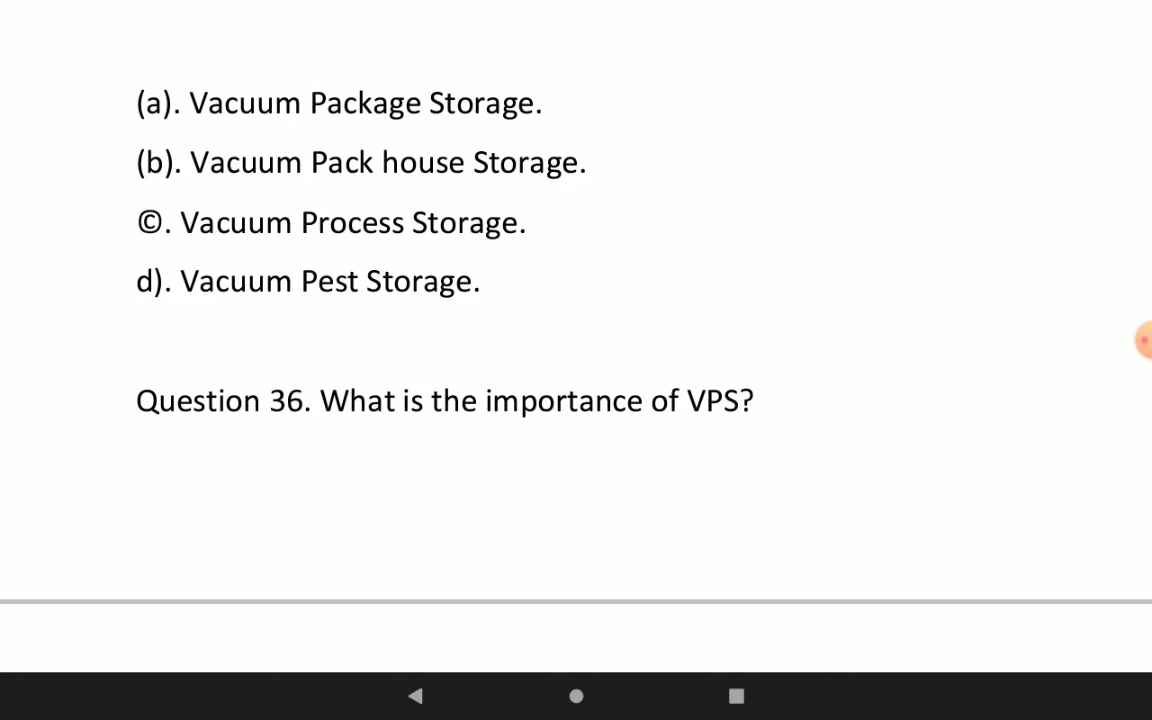 (a). Vacuum Package Storage.
(b). Vacuum Pack house Storage.
©. Vacuum Process Storage.
d). Vacuum Pest Storage.
Question 36. What is the importance of VPS?